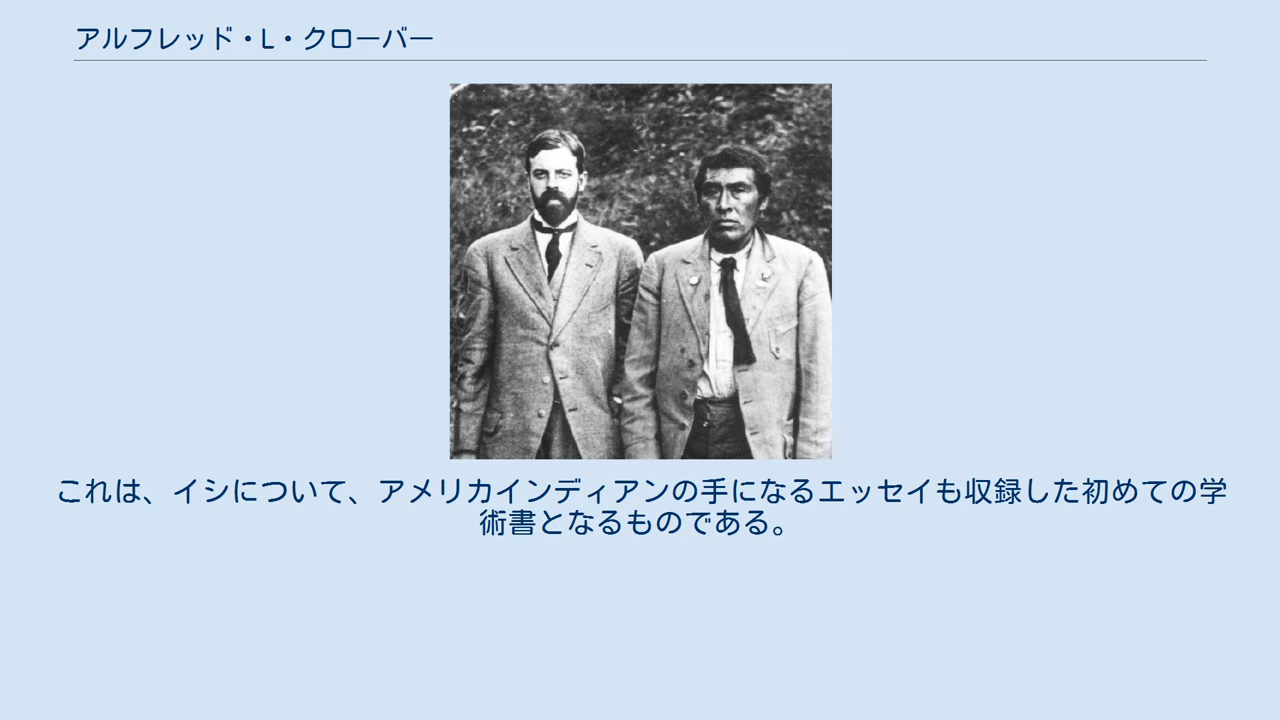 アルフレッド・L・クローバー
これは、イシについて、アメリカインディアンの手になるエッセイも収録した初めての学
術書となるものである。